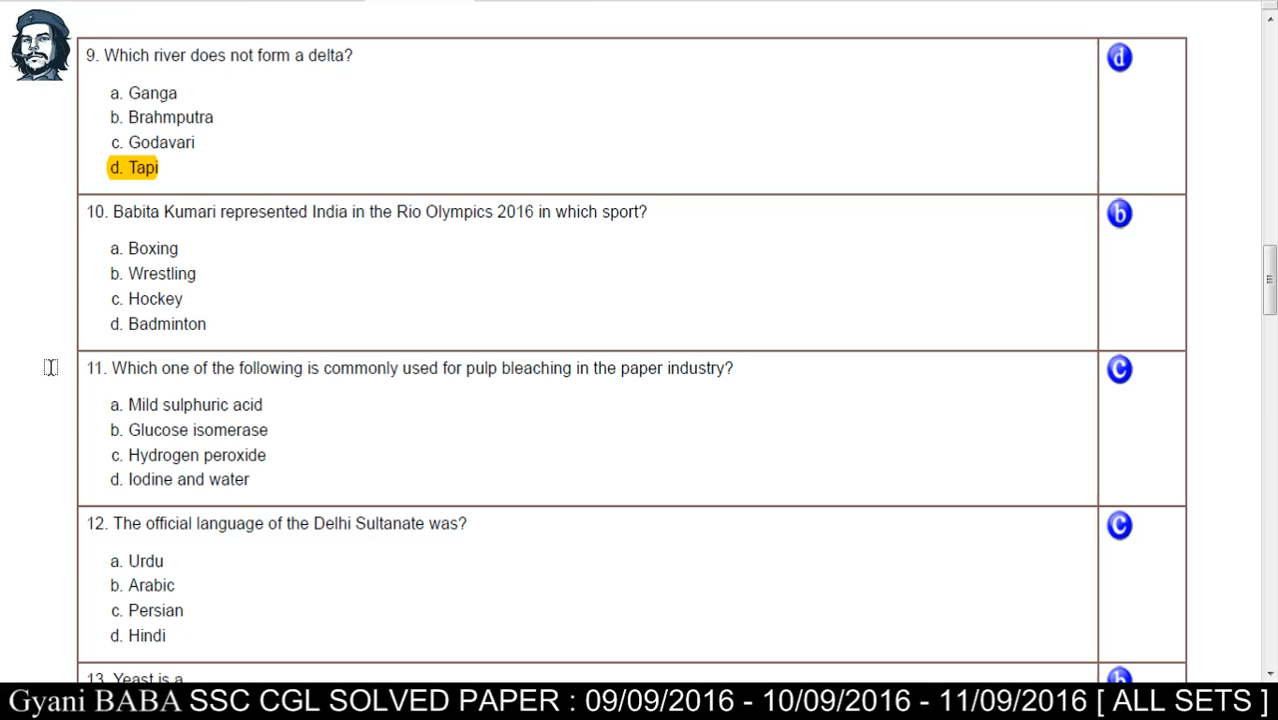 9. Which river does not form a delta?
d
a. Ganga
b. Brahmputra
c. Godavari
d. Tapi
10. Babita Kumari represented India in the Rio Olympics 2016 in which sport?
b
a. Boxing
b. Wrestling
c. Hockey
d. Badminton
11. Which one of the following is commonly used for pulp bleaching in the paper industry?
c
a. Mild sulphuric acid
b. Glucose isomerase
c. Hydrogen peroxide
d. Iodine and water
12. The official language of the Delhi Sultanate was?
c
a. Urdu
b. Arabic
c. Persian
d. Hindi
13. Yeast is a
b
Gyani BABA SSC CGL SOLVED PAPER : 09/09/2016 - 10/09/2016 - 11/09/2016 [ ALL SETS ]